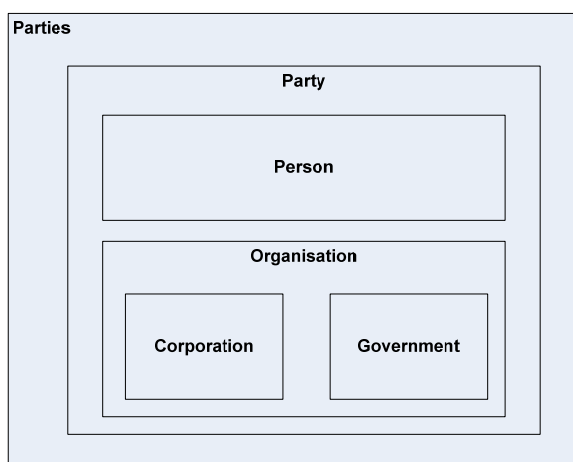 Parties
Party
Person
Organisation
Corporation
Government